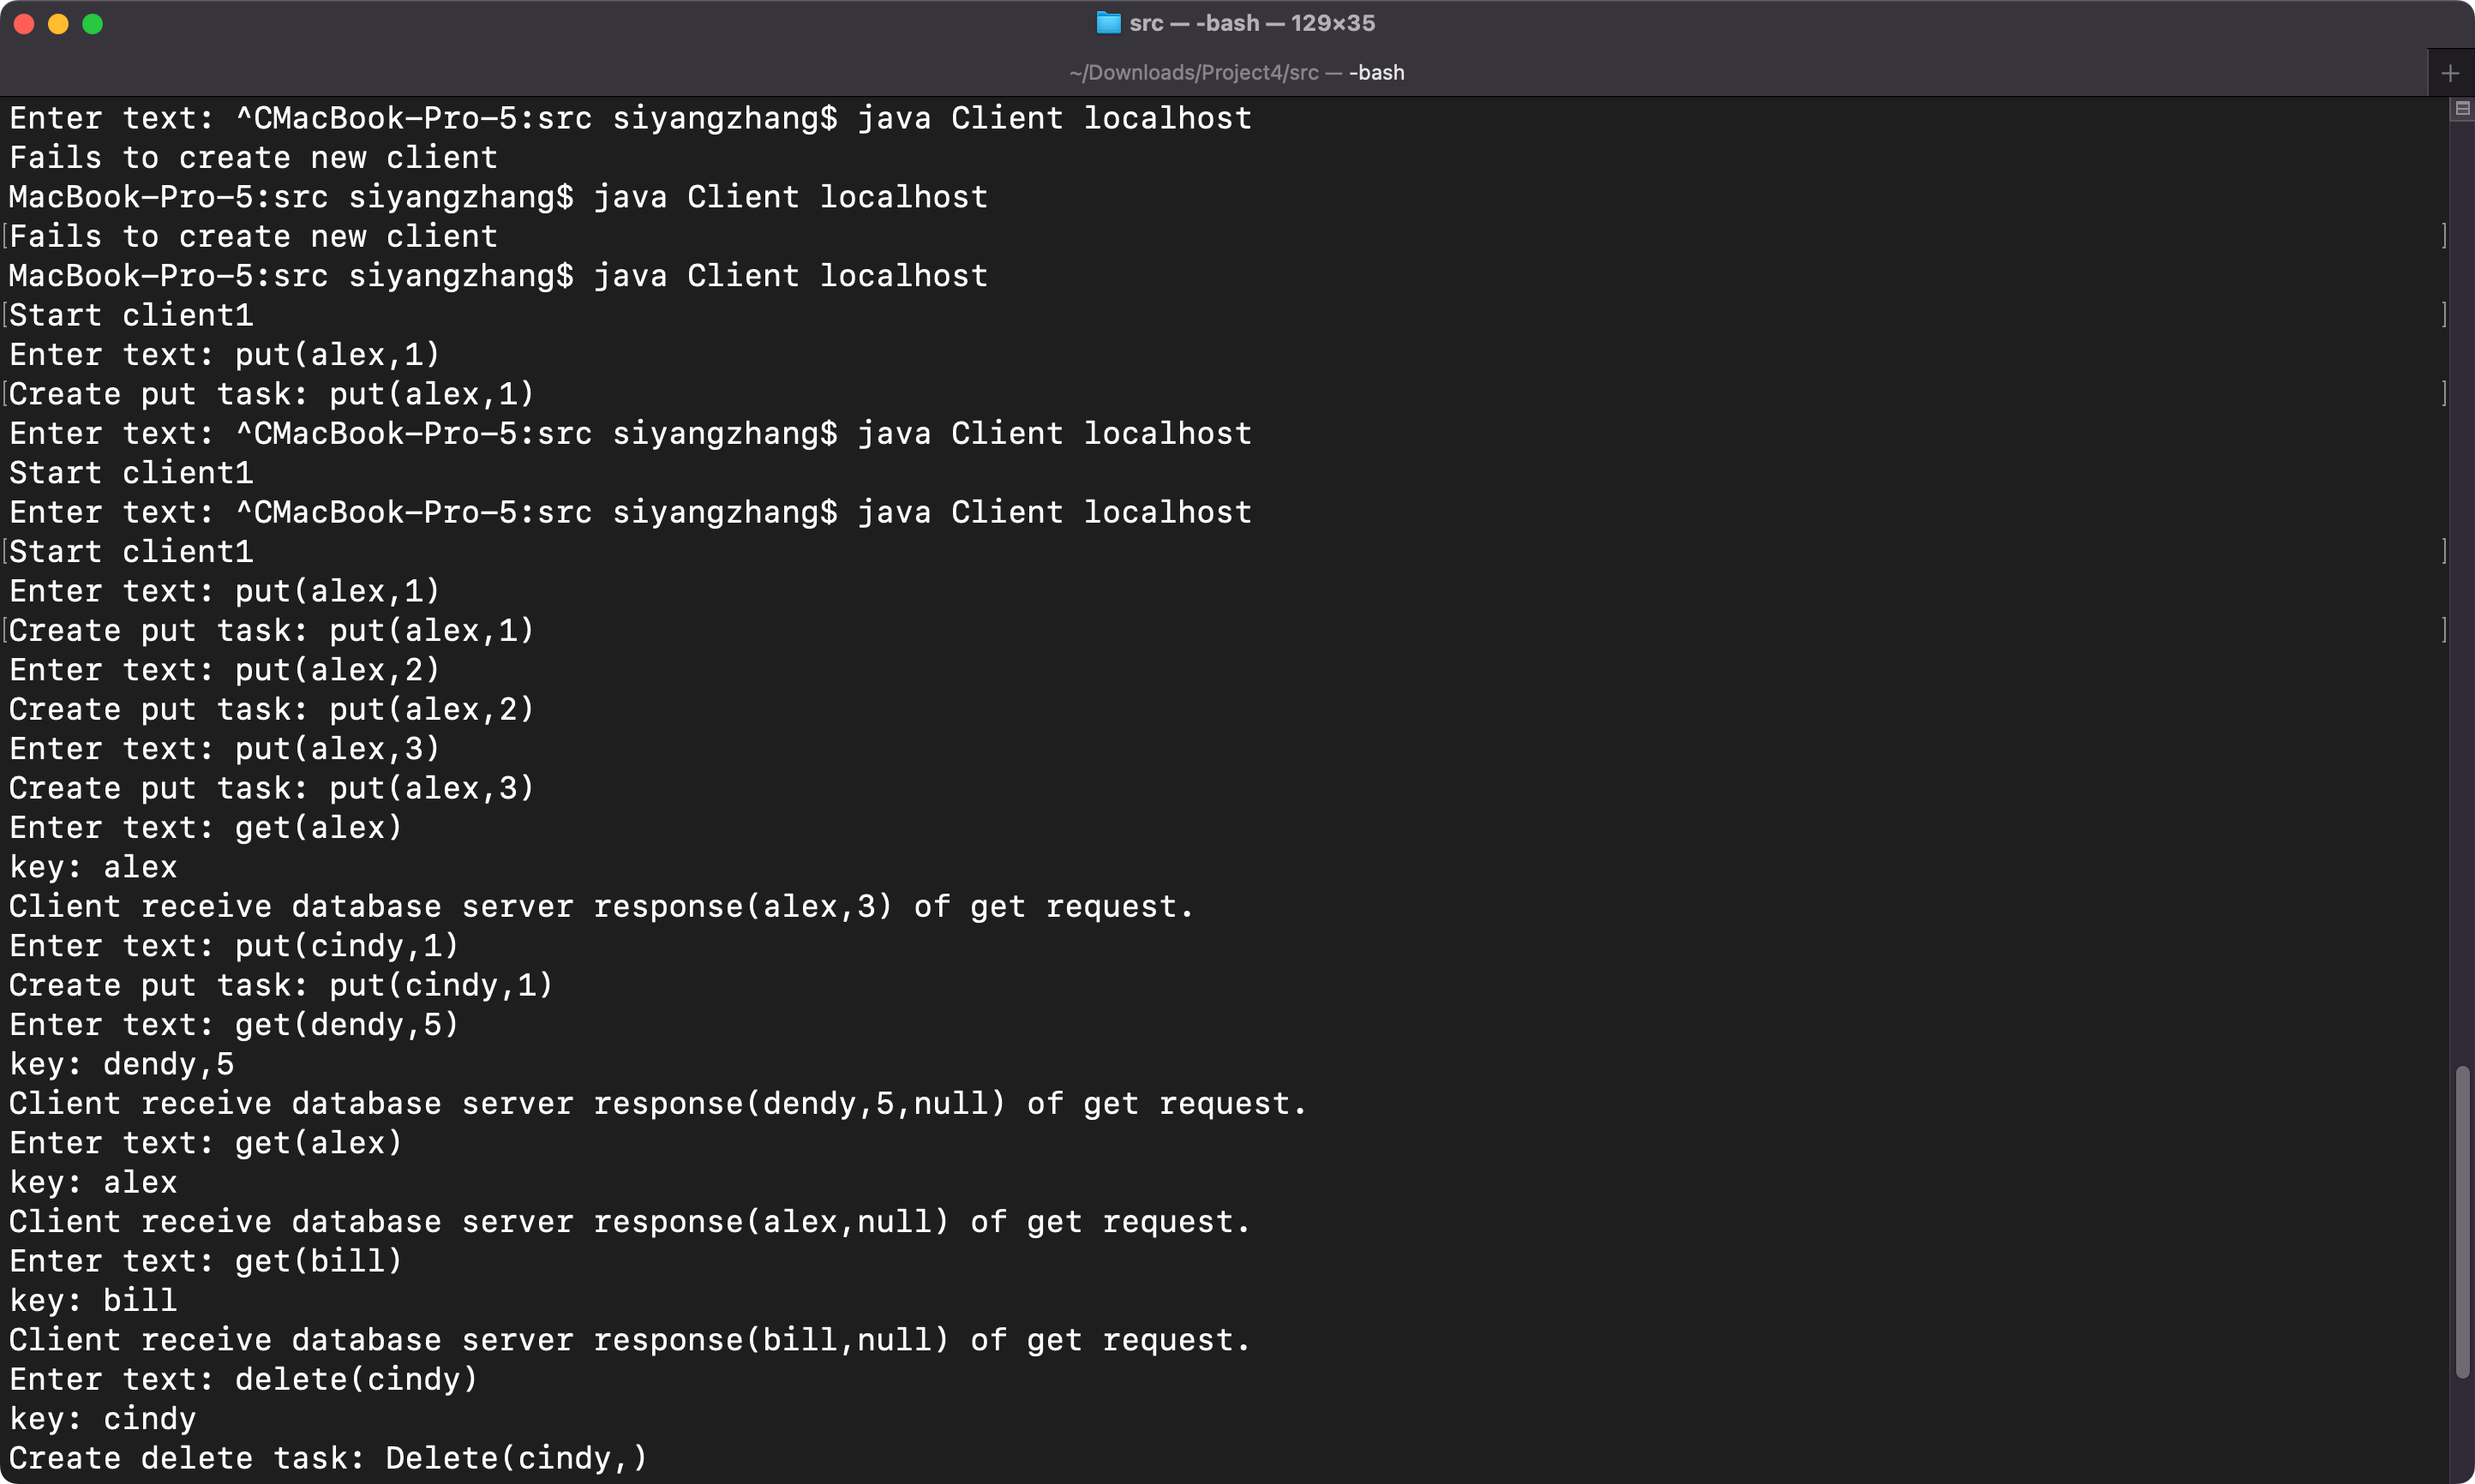 src — -bash — 129×35
~/Downloads/Project4/src — -bash
Enter text: ^CMacBook-Pro-5:src siyangzhang$ java Client localhost
Fails to create new client
MacBook-Pro-5:src siyangzhang$ java Client localhost
[Fails to create new client ]
MacBook-Pro-5:src siyangzhang$ java Client localhost
[Start client1 ]
Enter text: put(alex,1)
[Create put task: put(alex,1) ]
Enter text: ^CMacBook-Pro-5:src siyangzhang$ java Client localhost
Start client1
Enter text: ^CMacBook-Pro-5:src siyangzhang$ java Client localhost
[Start client1 ]
Enter text: put(alex,1)
[Create put task: put(alex,1) ]
Enter text: put(alex,2)
Create put task: put(alex,2)
Enter text: put(alex,3)
Create put task: put(alex,3)
Enter text: get(alex)
key: alex
Client receive database server response(alex,3) of get request.
Enter text: put(cindy,1)
Create put task: put(cindy,1)
Enter text: get(dendy,5)
key: dendy,5
Client receive database server response(dendy,5,null) of get request.
Enter text: get(alex)
key: alex
Client receive database server response(alex,null) of get request.
Enter text: get(bill)
key: bill
Client receive database server response(bill,null) of get request.
Enter text: delete(cindy)
key: cindy
Create delete task: Delete(cindy,)